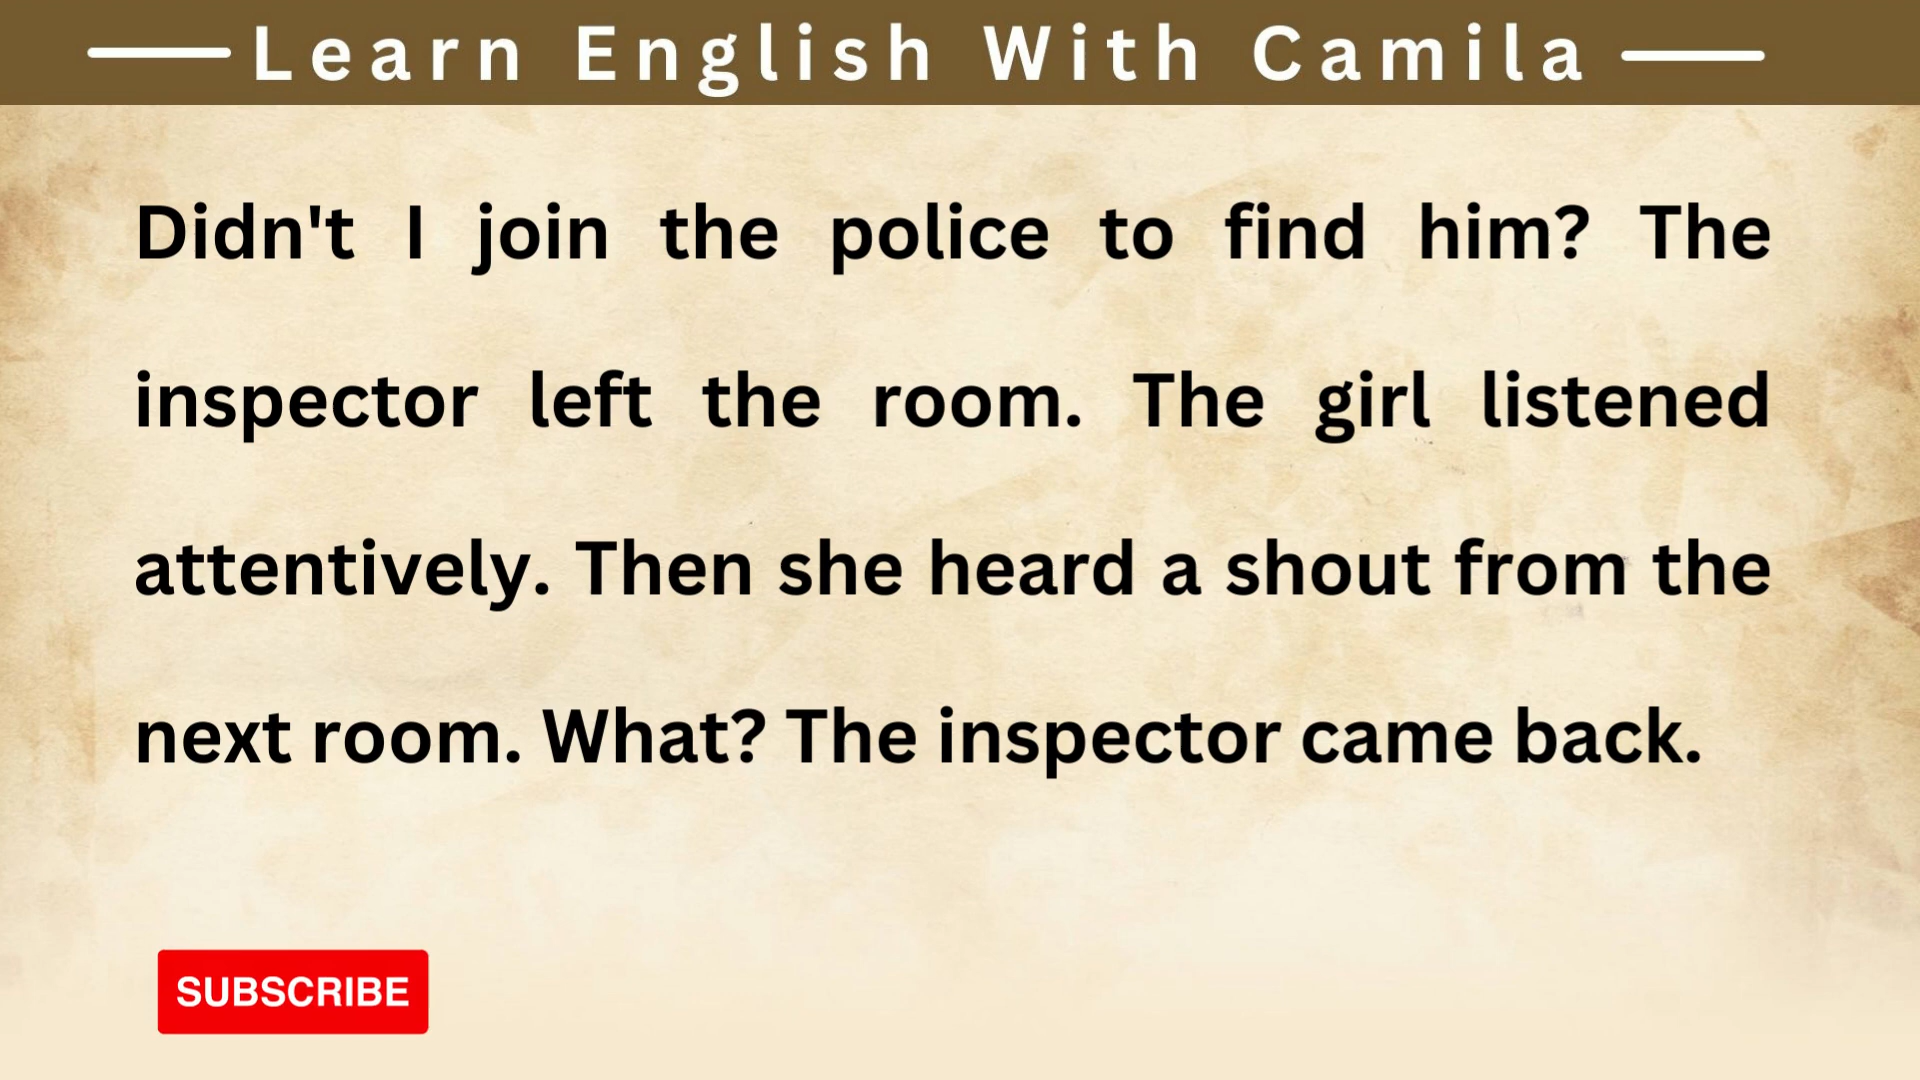 Learn English With Camila
Didn't I join the police to find him? The
inspector left the room. The girl listened
attentively. Then she heard a shout from the
next room. What? The inspector came back.
SUBSCRIBE